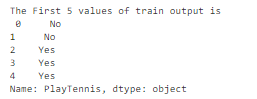 The First 5 values of train output is
0 No
1 No
2 Yes
3 Yes
4 Yes
Name: PlayTennis, dtype: object